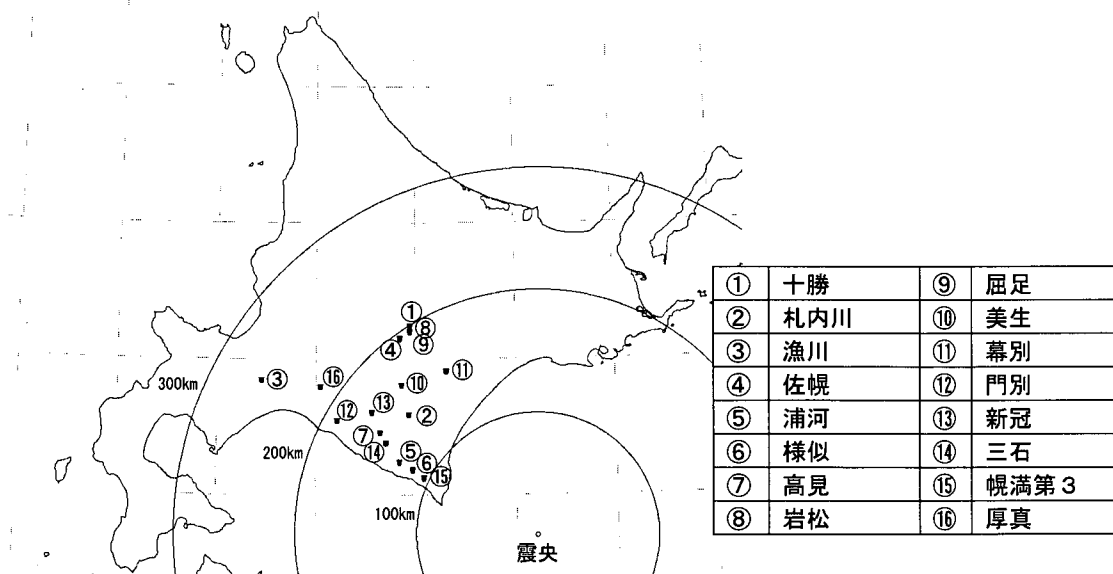 ①
⑧
④ ⑨
⑪
300km ③ ⑯ ⑩
⑫ ⑬ ②
⑦
200km ⑭ ⑤
⑥
⑮
100km
震央
① 十勝 ⑨ 屈足
② 札内川 ⑩ 美生
③ 漁川 ⑪ 幕別
④ 佐幌 ⑫ 門別
⑤ 浦河 ⑬ 新冠
⑥ 様似 ⑭ 三石
⑦ 高見 ⑮ 幌満第3
⑧ 岩松 ⑯ 厚真